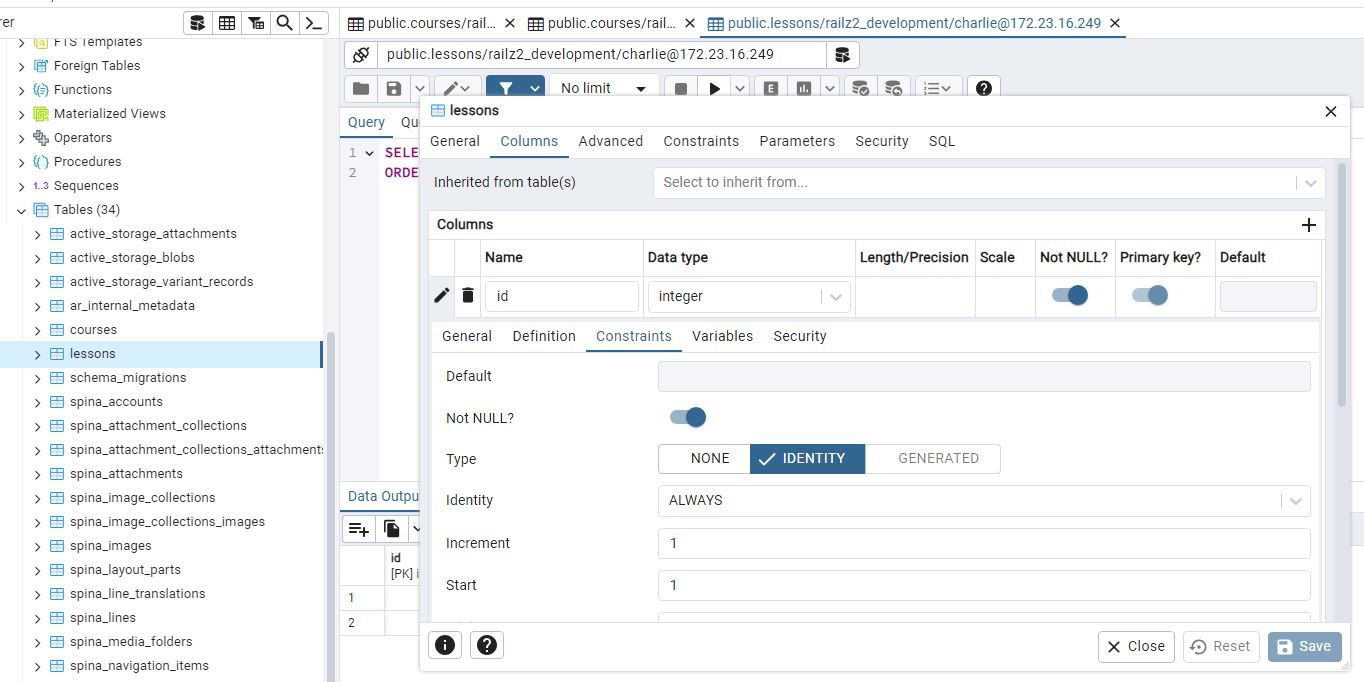 rer
public.courses/rail...
public.courses/rail...
public.lessons/railz2_development/charlie@172.23.16.249
public.lessons/railz2_development/charlie@172.23.16.249
No limit
FTS Templates
Foreign Tables
Functions
Materialized Views
Operators
Procedures
1..3 Sequences
Tables (34)
active_storage_attachments
active_storage_blobs
active_storage_variant_records
ar_internal_metadata
courses
lessons
schema_migrations
spina_accounts
spina_attachment_collections
spina_attachment_collections_attachments
spina_attachments
spina_image_collections
spina_image_collections_images
spina_images
spina_layout_parts
spina_line_translations
spina_lines
spina_media_folders
spina_navigation_items
Query Qu
1 SELE
2 ORDE
Data Outpu
id
[PK] i
1
2
lessons
General Columns Advanced Constraints Parameters Security SQL
Inherited from table(s) Select to inherit from...
Columns
Name Data type Length/Precision Scale Not NULL? Primary key? Default
id integer
General Definition Constraints Variables Security
Default
Not NULL?
Type NONE IDENTITY GENERATED
Identity ALWAYS
Increment 1
Start 1
Close Reset Save